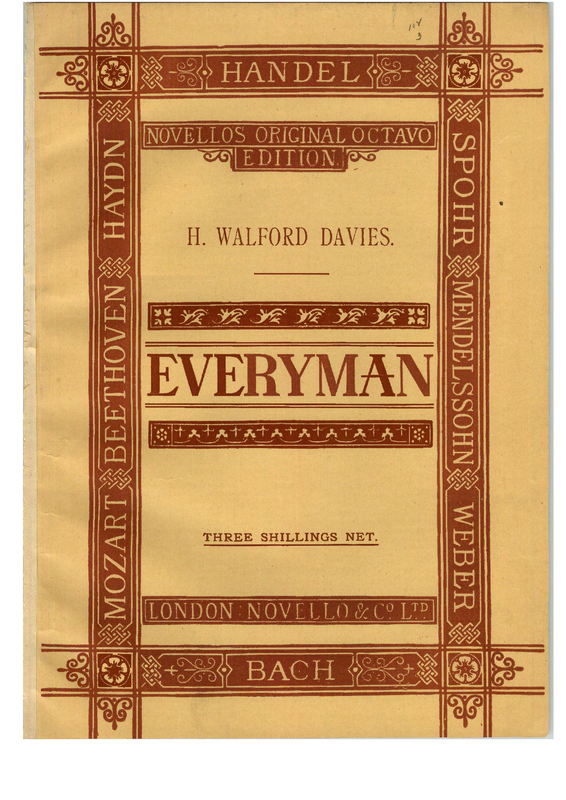 HANDEL
NOVELLOS ORIGINAL OCTAVO
EDITION.
HAYDN
BEETHOVEN
MOZART
SPOHR
MENDELSSOHN
WEBER
H. WALFORD DAVIES.
EVERYMAN
THREE SHILLINGS NET.
LONDON: NOVELLO & Co LTD
BACH